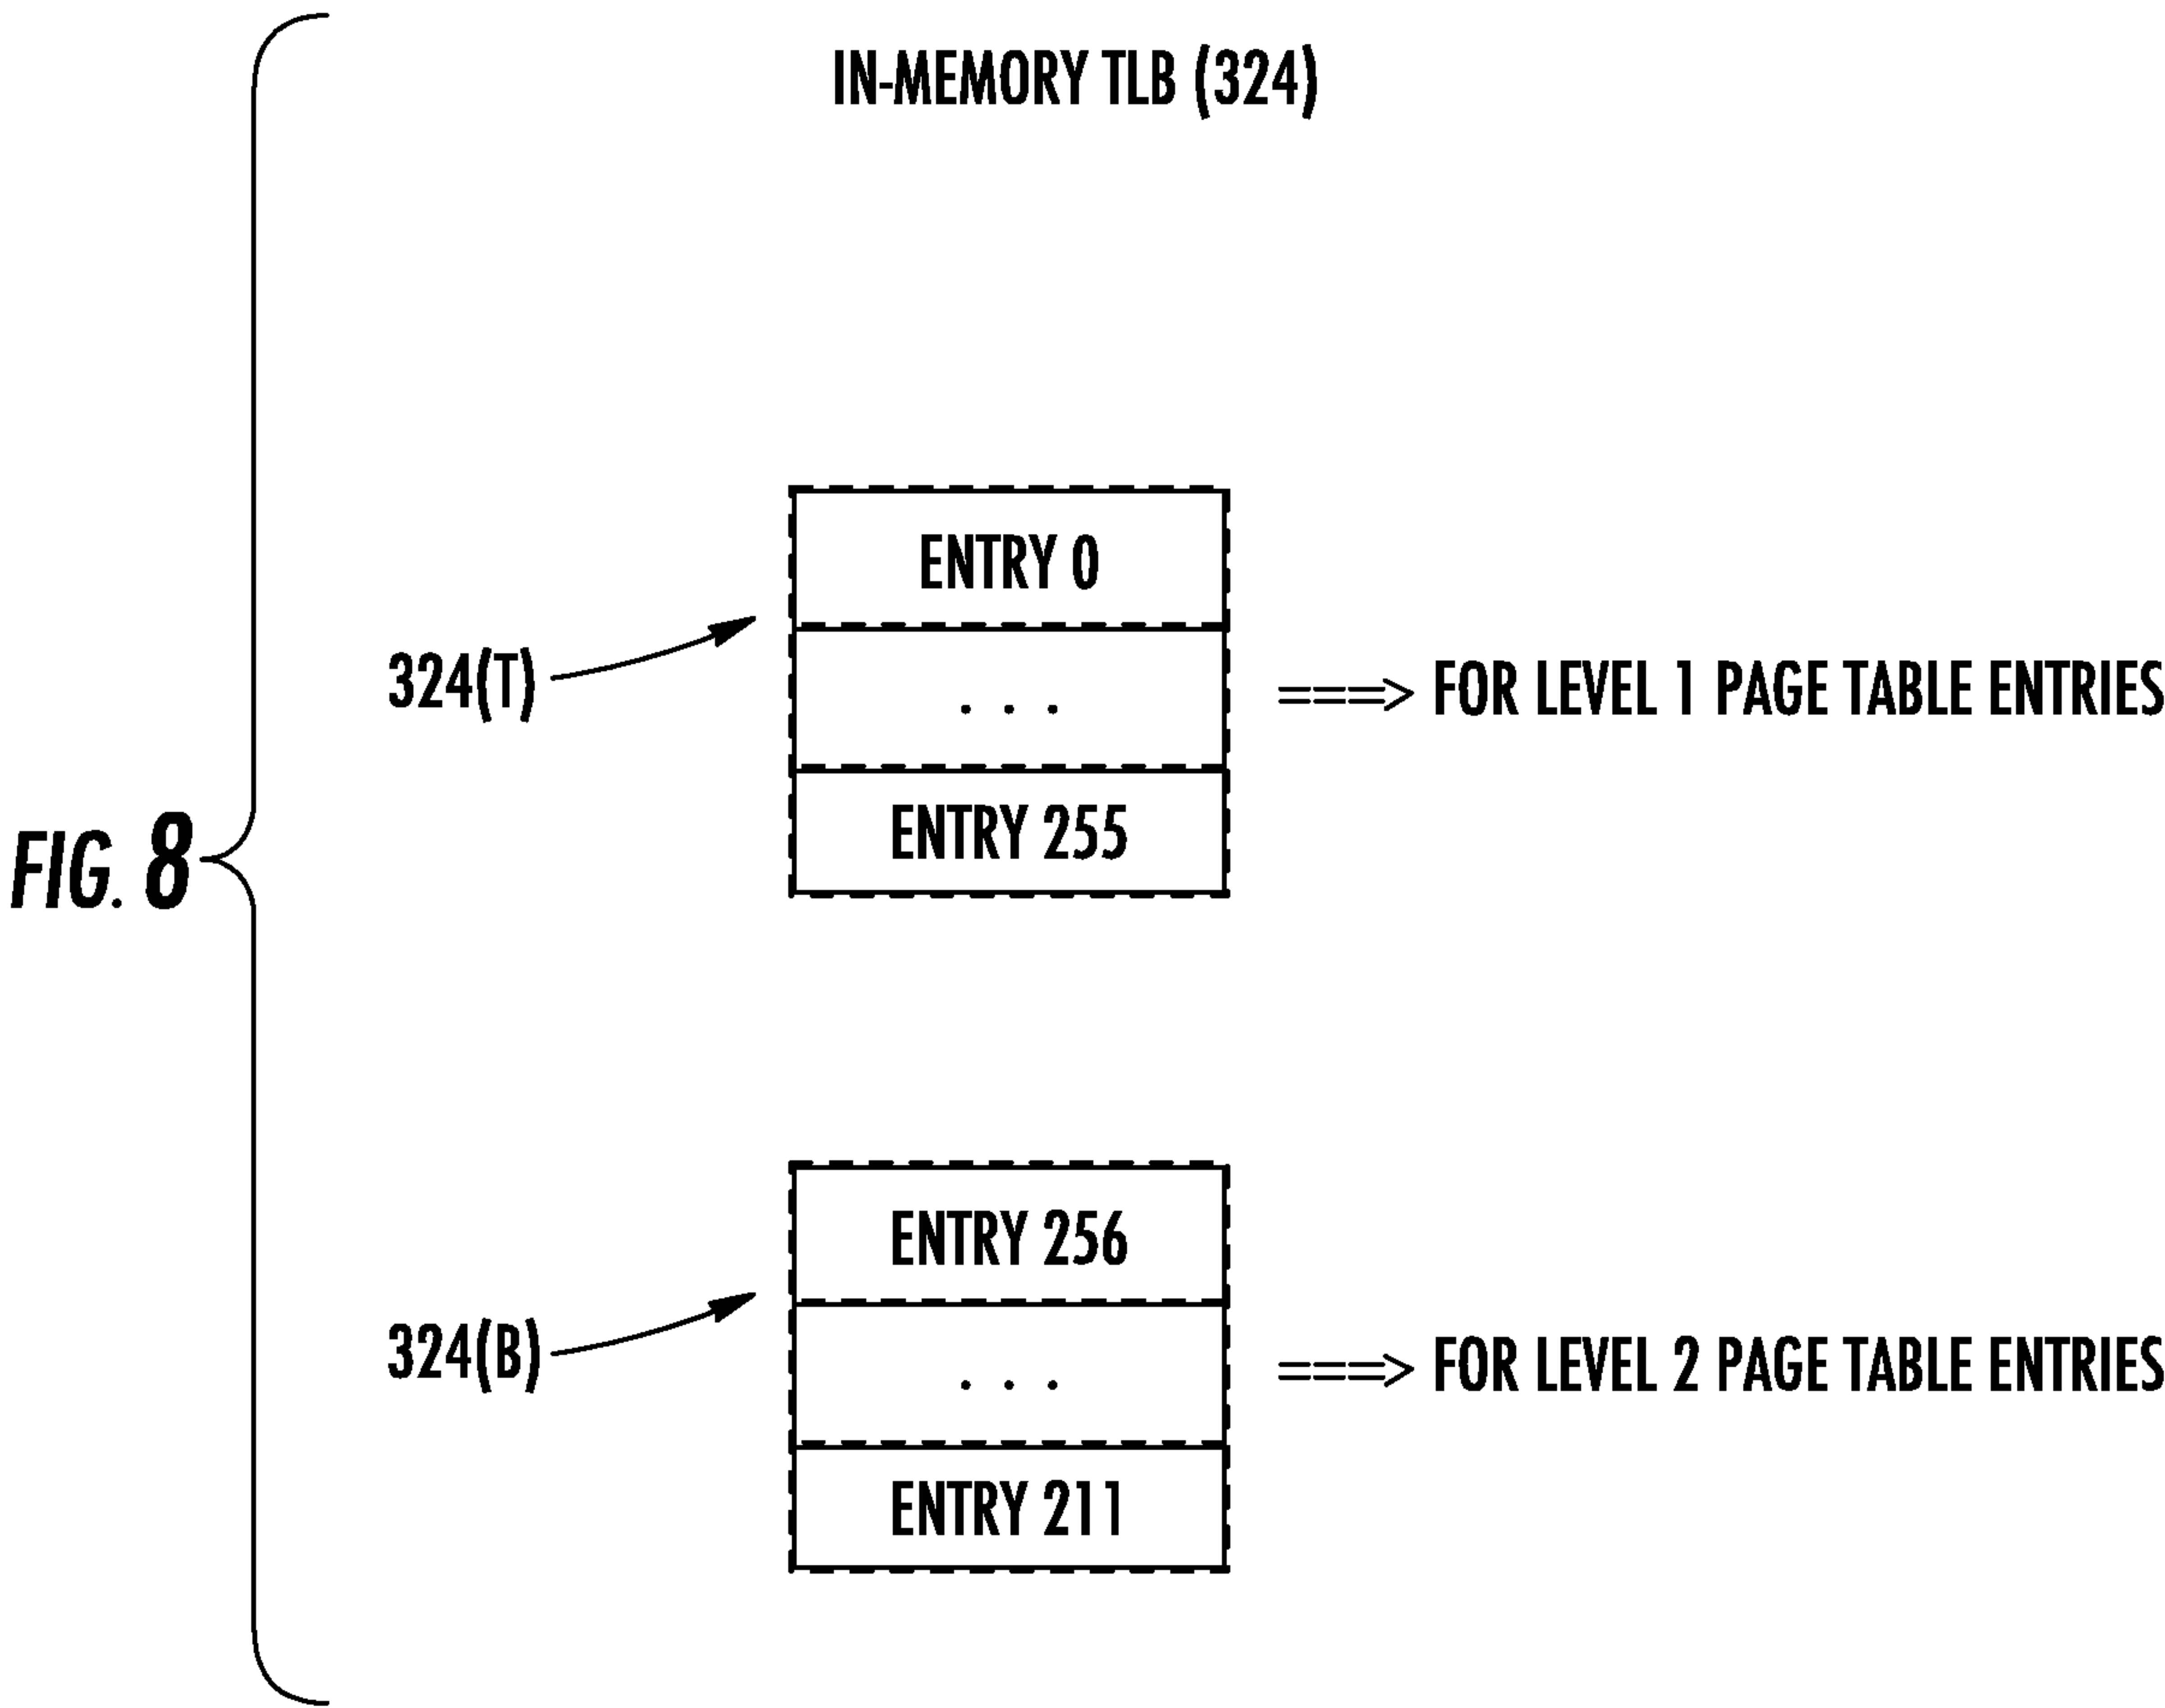 IN-MEMORY TLB (324)
ENTRY 0
324(T)
. . .
====> FOR LEVEL 1 PAGE TABLE ENTRIES
ENTRY 255
FIG. 8
ENTRY 256
324(B)
. . .
====> FOR LEVEL 2 PAGE TABLE ENTRIES
ENTRY 211